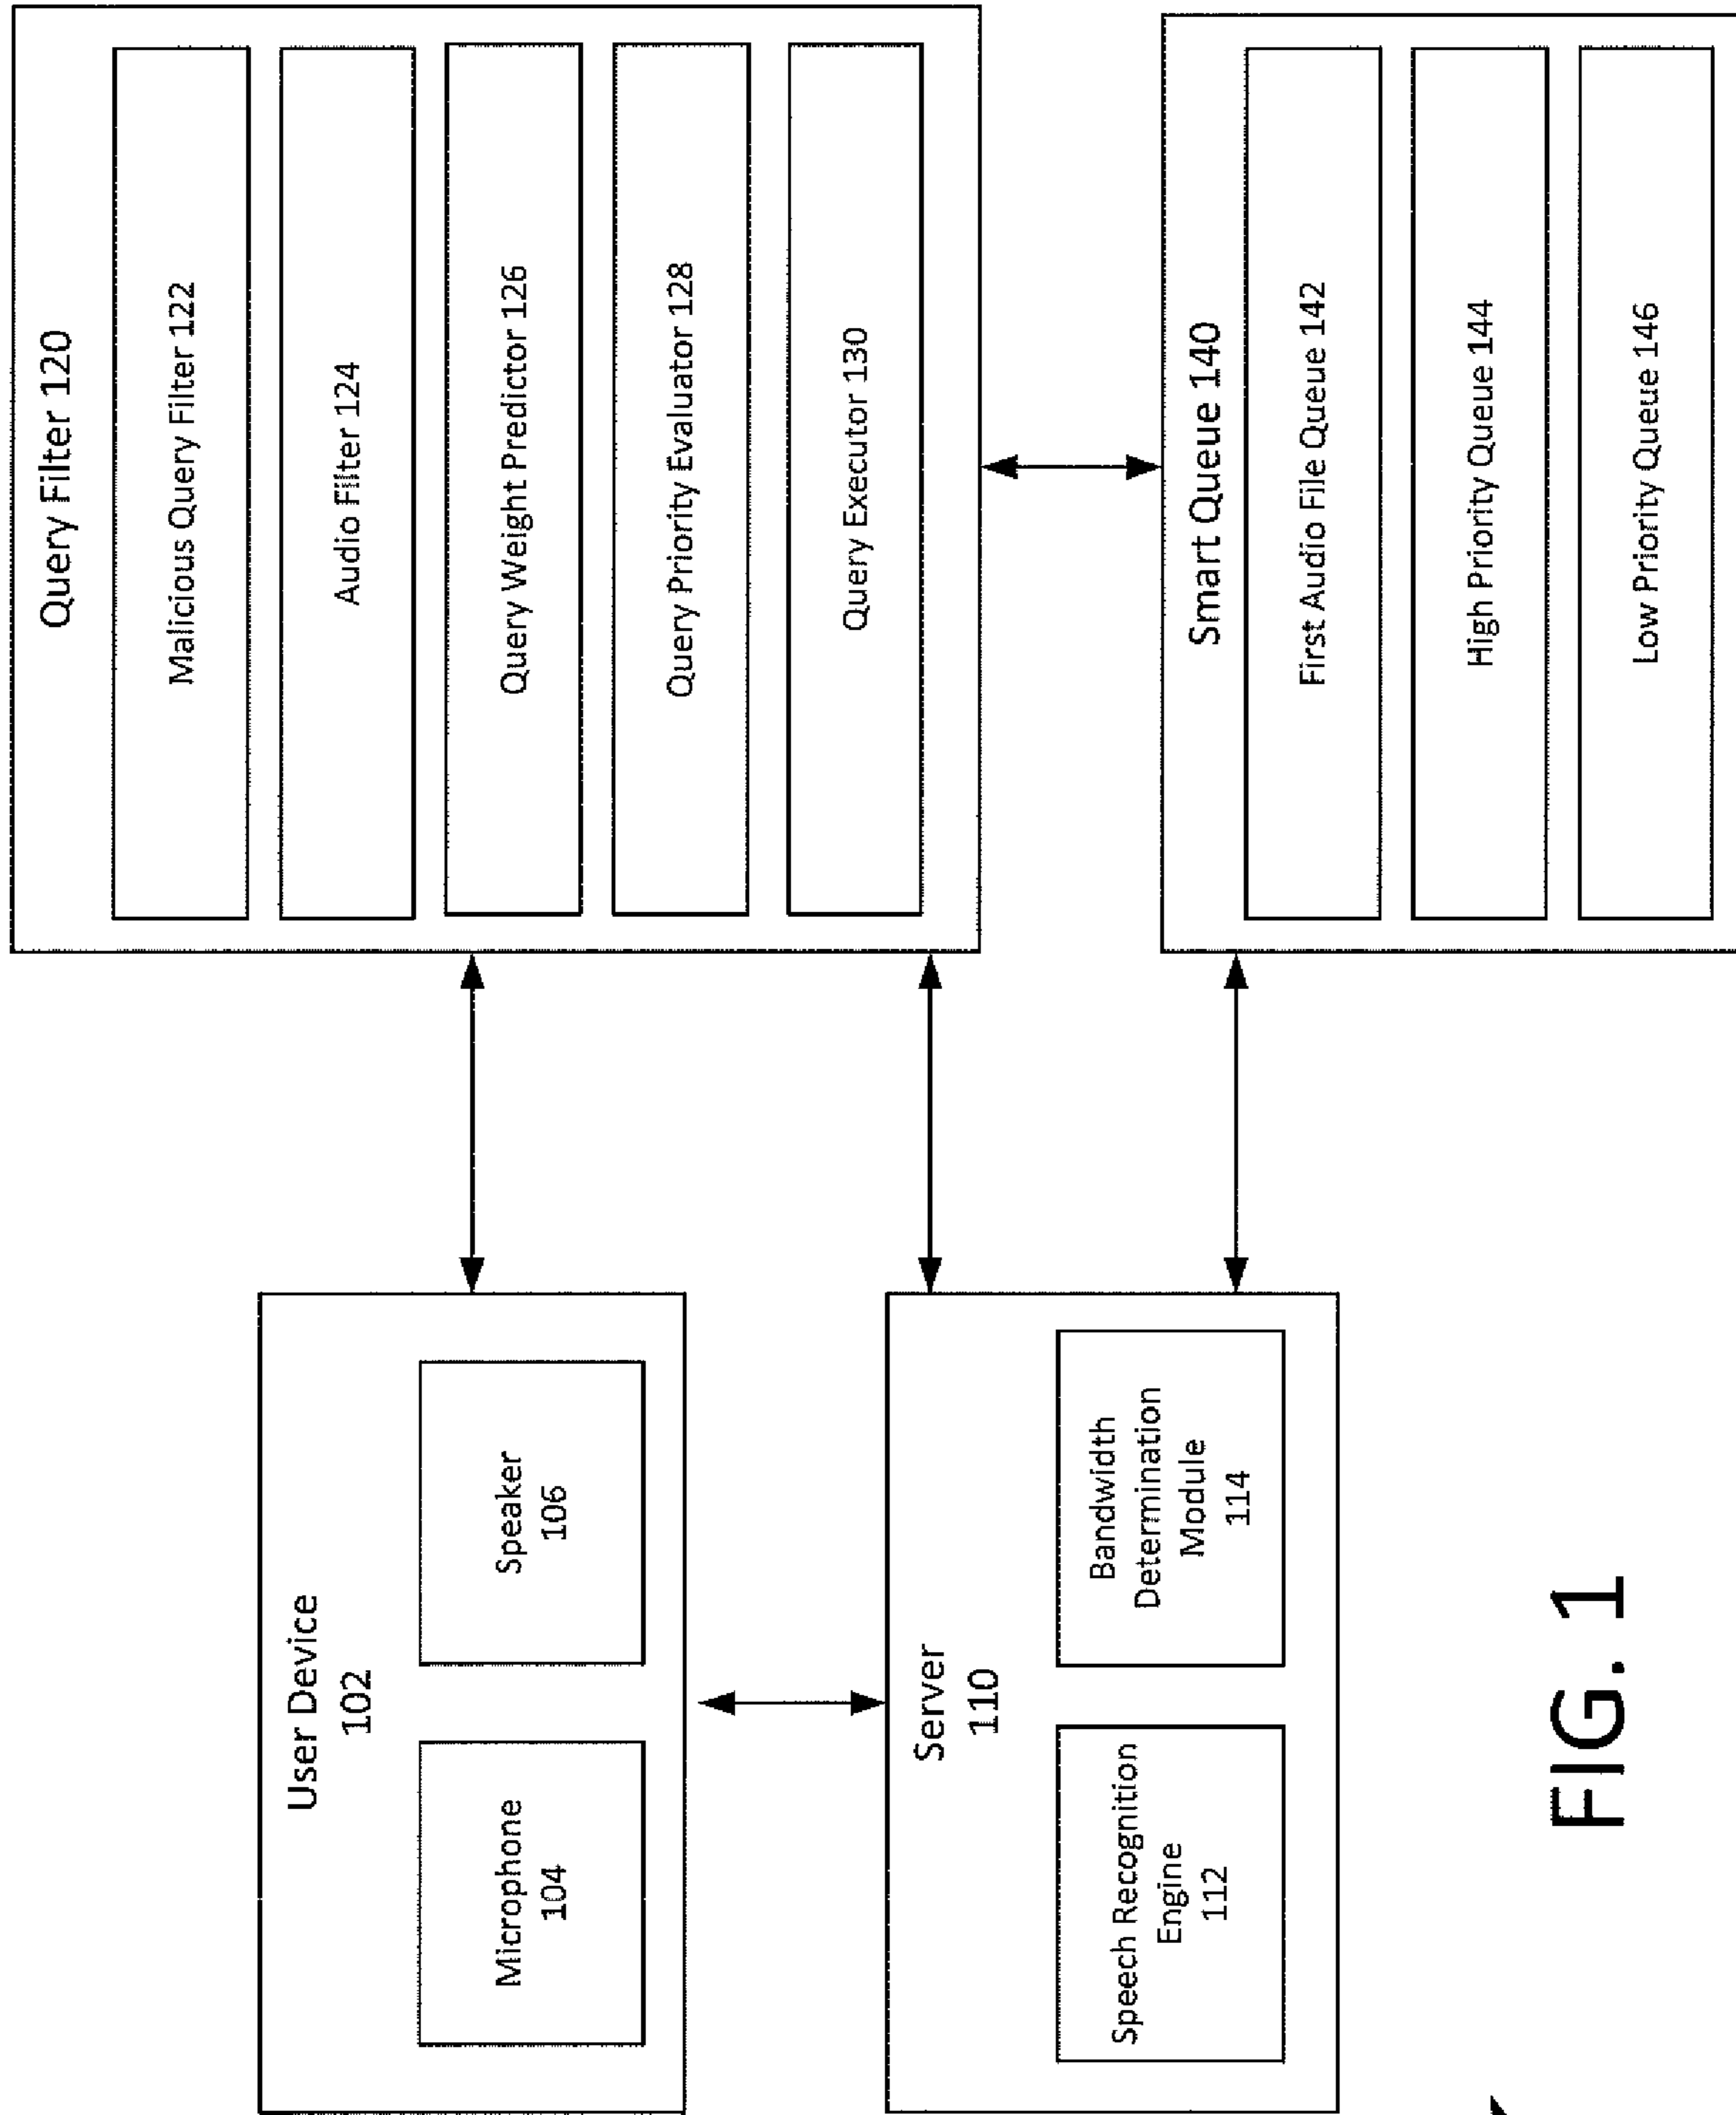 User Device
102
Microphone
104
Speaker
106
Server
110
Speech Recognition
Engine
112
Bandwidth
Determination
Module
114
Query Filter 120
Malicious Query Filter 122
Audio Filter 124
Query Weight Predictor 126
Query Priority Evaluator 128
Query Executor 130
Smart Queue 140
First Audio File Queue 142
High Priority Queue 144
Low Priority Queue 146
FIG. 1